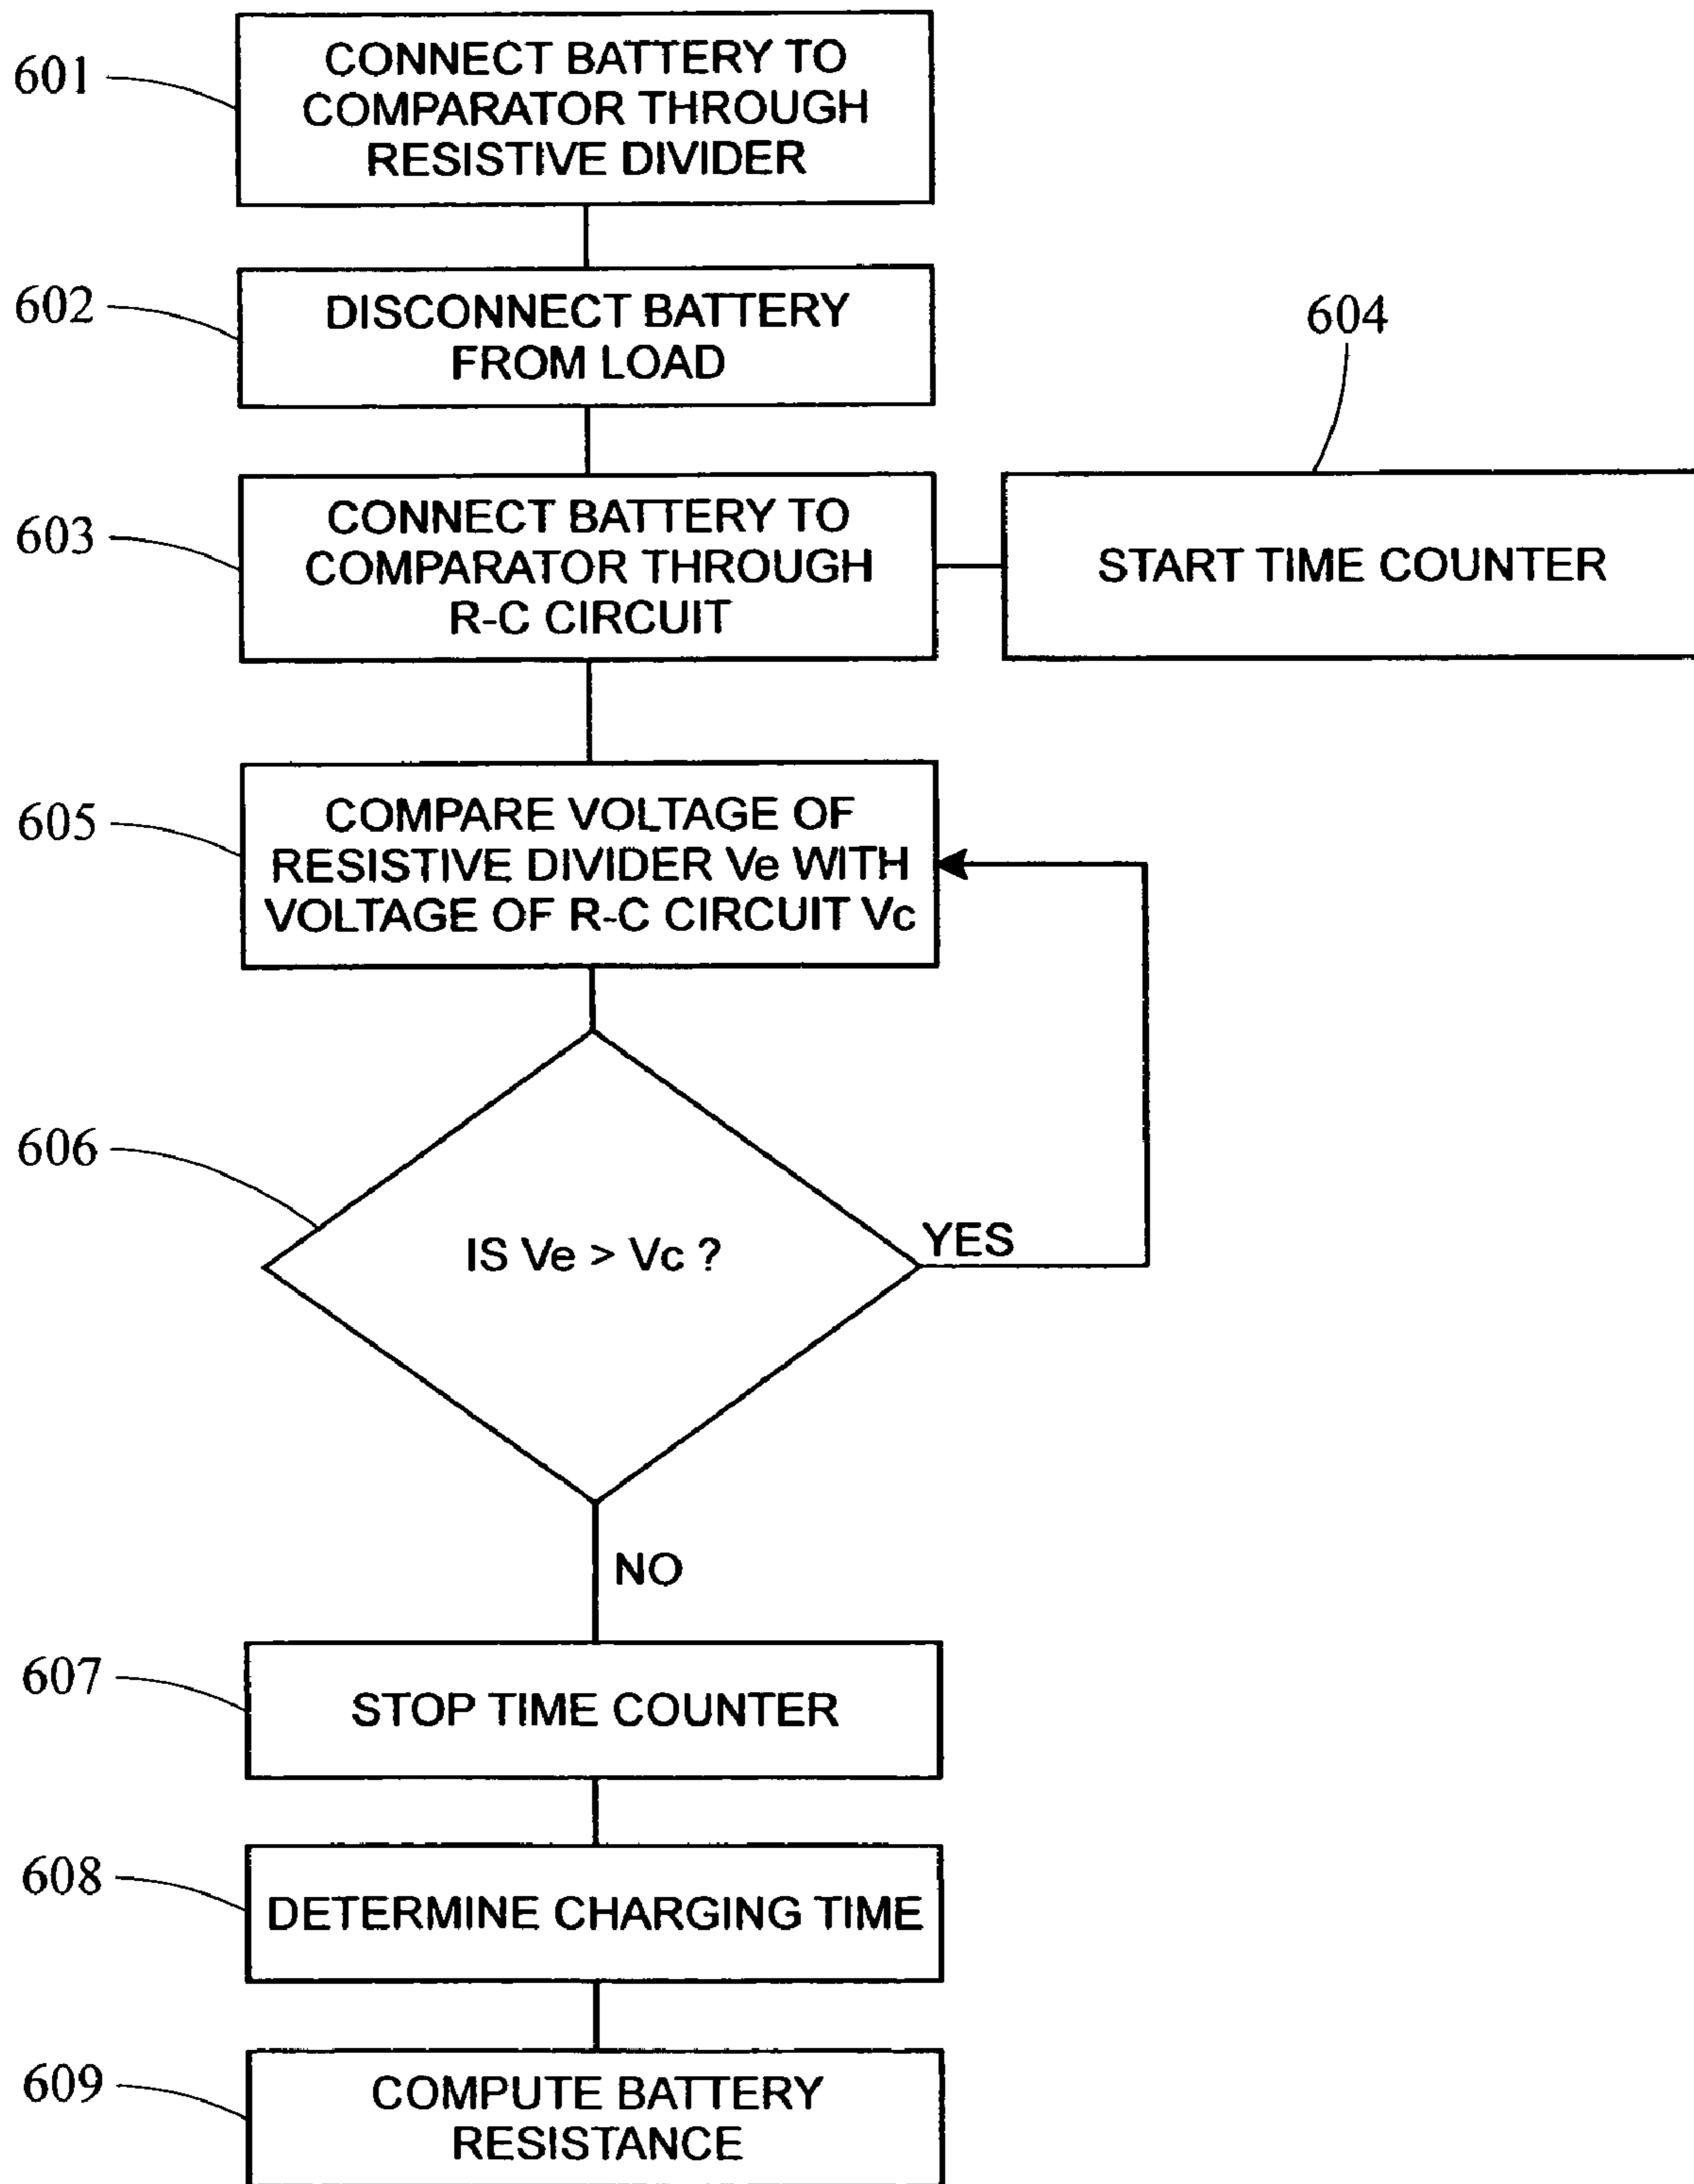 601
CONNECT BATTERY TO
COMPARATOR THROUGH
RESISTIVE DIVIDER
602
DISCONNECT BATTERY
FROM LOAD
604
603
CONNECT BATTERY TO
COMPARATOR THROUGH
R-C CIRCUIT
START TIME COUNTER
605
COMPARE VOLTAGE OF
RESISTIVE DIVIDER Ve WITH
VOLTAGE OF R-C CIRCUIT Vc
606
IS Ve > Vc ?
YES
NO
607
STOP TIME COUNTER
608
DETERMINE CHARGING TIME
609
COMPUTE BATTERY
RESISTANCE